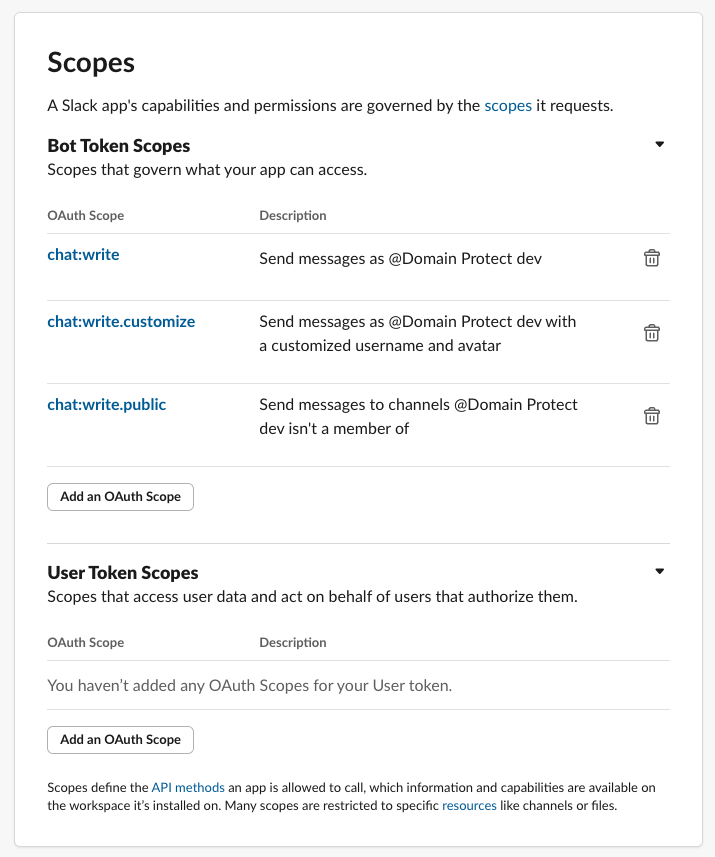 Scopes
A Slack app's capabilities and permissions are governed by the scopes it requests.
Bot Token Scopes
Scopes that govern what your app can access.
OAuth Scope Description
chat:write Send messages as @Domain Protect dev
chat:write.customize Send messages as @Domain Protect dev with
a customized username and avatar
chat:write.public Send messages to channels @Domain Protect
dev isn't a member of
Add an OAuth Scope
User Token Scopes
Scopes that access user data and act on behalf of users that authorize them.
OAuth Scope Description
You haven’t added any OAuth Scopes for your User token.
Add an OAuth Scope
Scopes define the API methods an app is allowed to call, which information and capabilities are available on
the workspace it’s installed on. Many scopes are restricted to specific resources like channels or files.